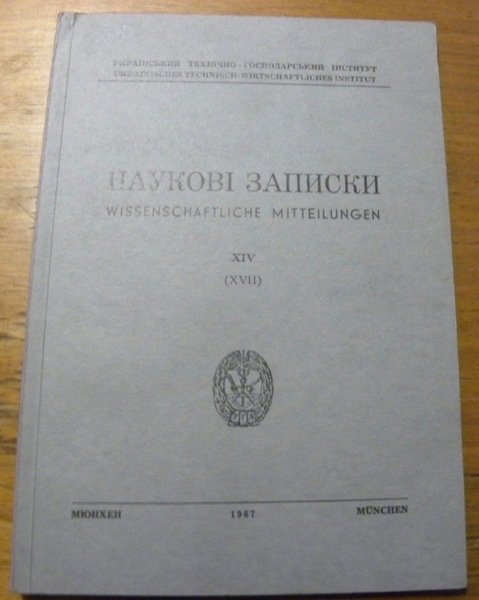 УКРАЇНСЬКИЙ ТЕХНІЧНО-ГОСПОДАРСЬКИЙ ІНСТИТУТ
UKRAINISCHES TECHNISCH-WIRTSCHAFTLICHES INSTITUT
НАУКОВІ ЗАПИСКИ
WISSENSCHAFTLICHE MITTEILUNGEN
XIV
(XVII)
МЮНХЕН 1967 MÜNCHEN